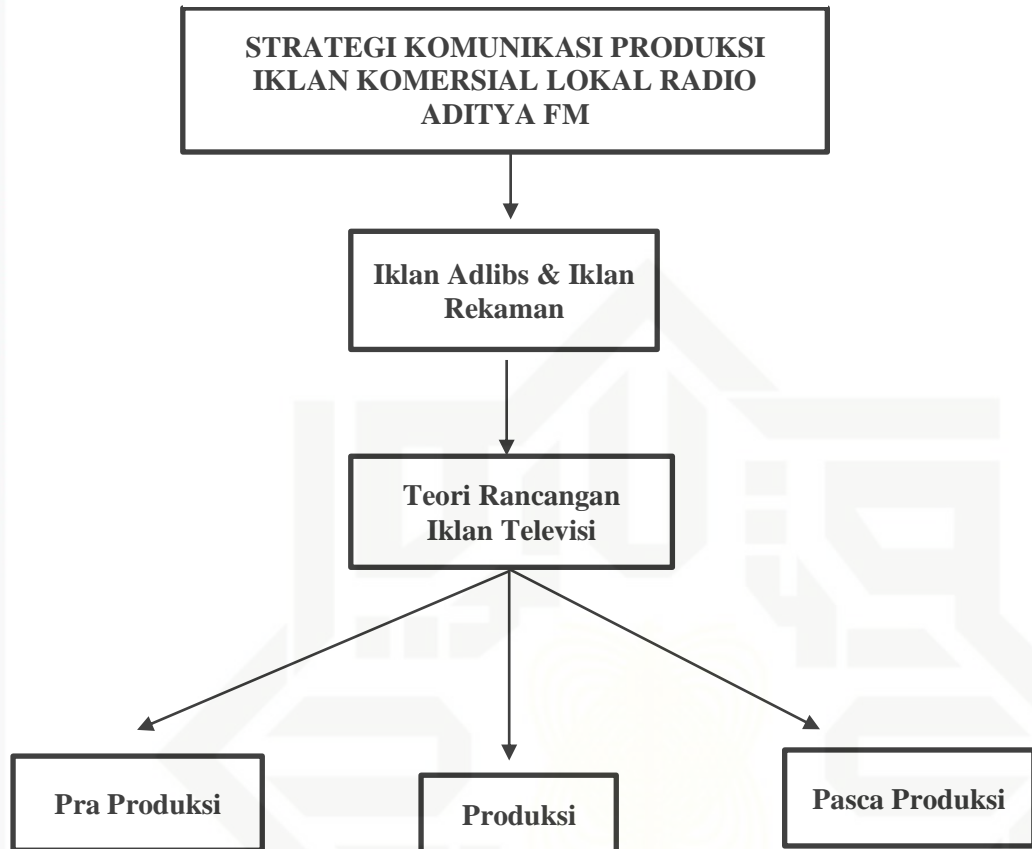 STRATEGI KOMUNIKASI PRODUKSI
IKLAN KOMERSIAL LOKAL RADIO
ADITYA FM
Iklan Adlibs & Iklan
Rekaman
Teori Rancangan
Iklan Televisi
Pra Produksi
Produksi
Pasca Produksi